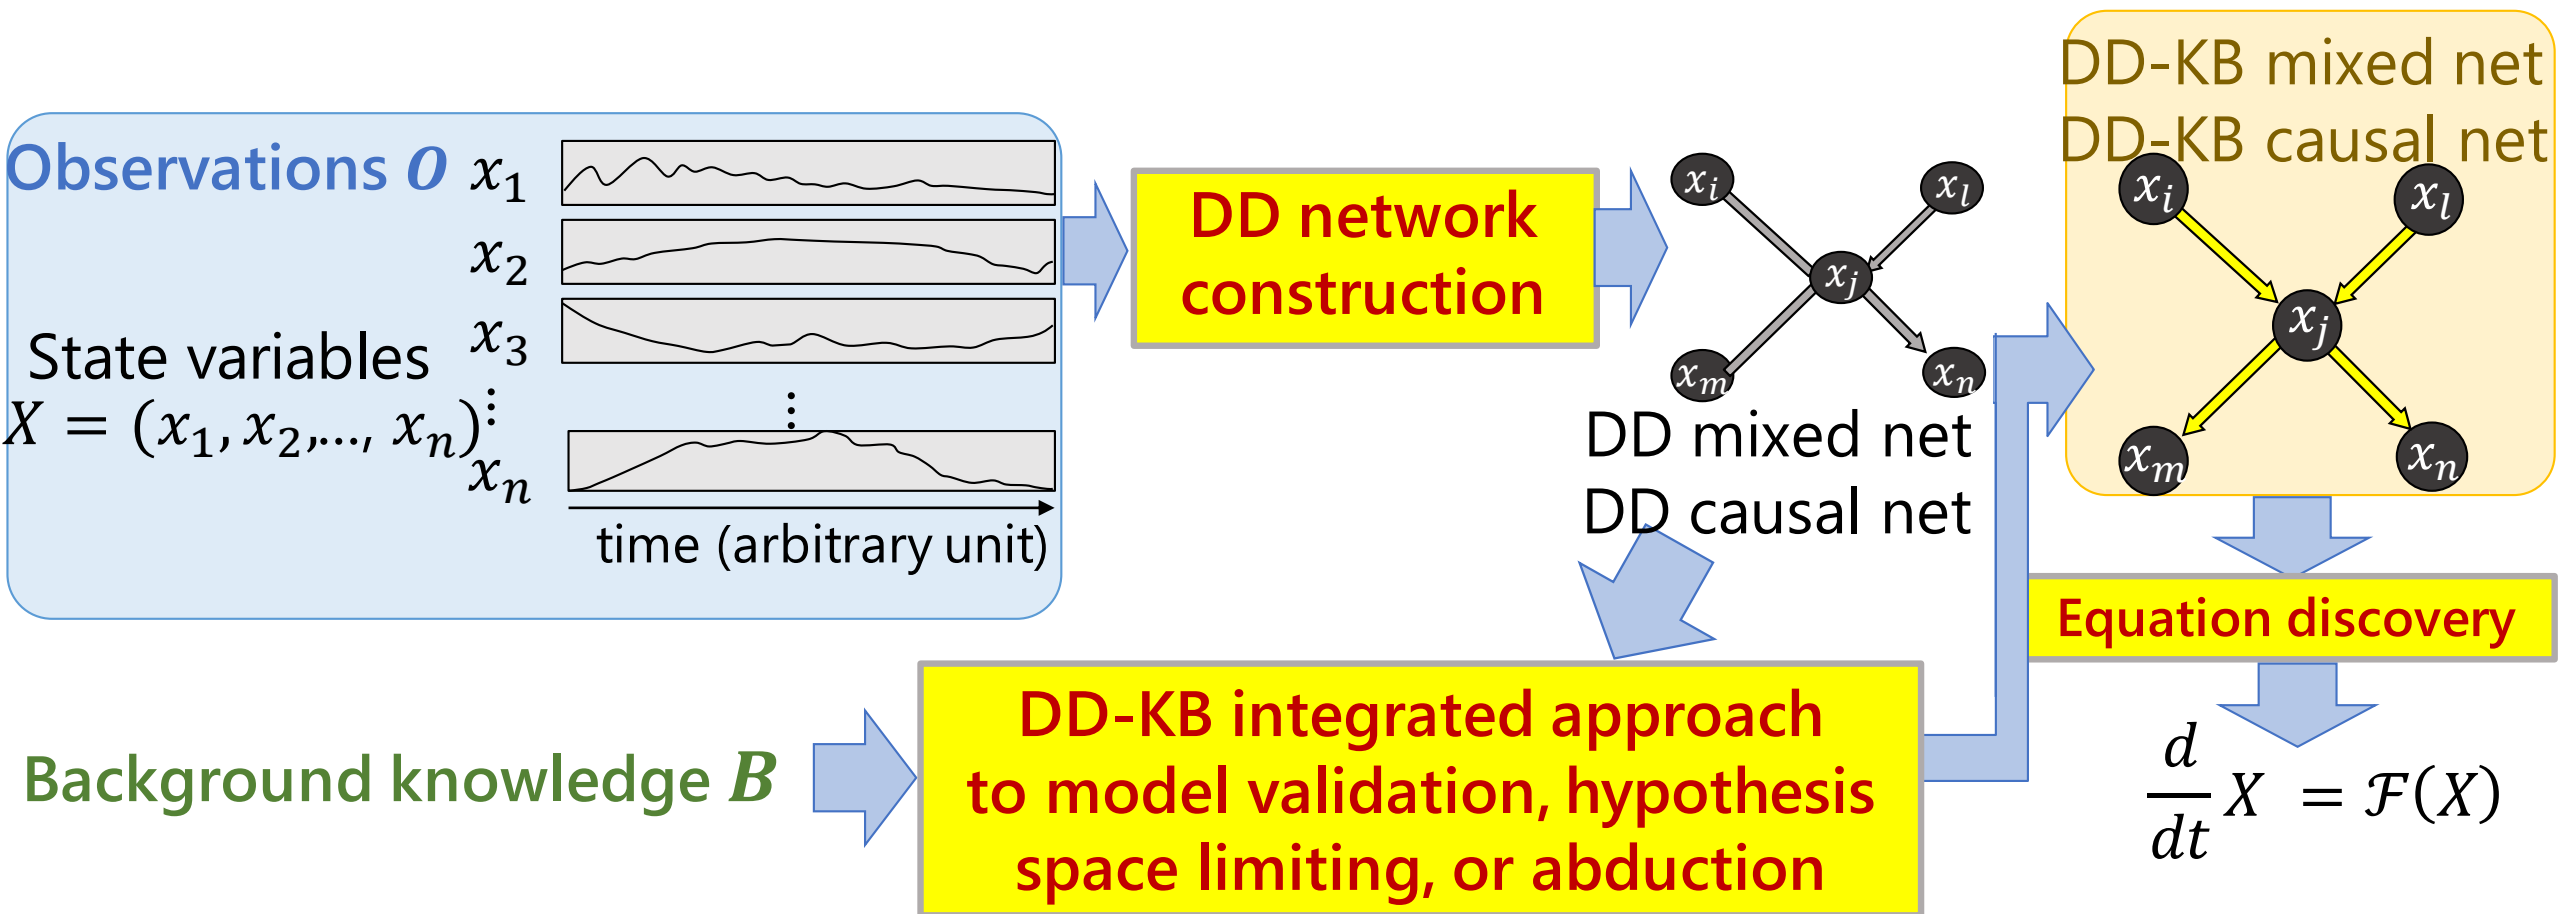 Observations O
x₁
x₂
x₃
⋮
xₙ
State variables
X = (x₁, x₂,..., xₙ)
⋮
time (arbitrary unit)
DD network
construction
xᵢ
xₗ
xⱼ
xₘ
xₙ
DD mixed net
DD causal net
DD-KB mixed net
DD-KB causal net
xᵢ
xₗ
xⱼ
xₘ
xₙ
Equation discovery
d/dt X = ℱ(X)
Background knowledge B
DD-KB integrated approach
to model validation, hypothesis
space limiting, or abduction